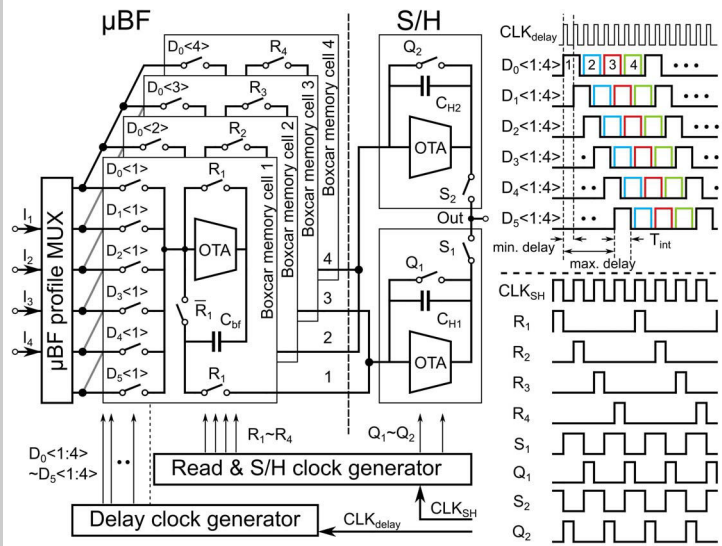 µBF
S/H
D0<4>
R4
D0<3>
R3
D0<2>
R2
D0<1>
R1
D1<1>
D2<1>
D3<1>
D4<1>
D5<1>
OTA
R̅1
Cbf
R1
Boxcar memory cell 1
Boxcar memory cell 2
Boxcar memory cell 3
Boxcar memory cell 4
I1
I2
I3
I4
µBF profile MUX
4
3
2
1
Q2
CH2
OTA
S2
Out
S1
Q1
CH1
OTA
D0<1:4>
~D5<1:4>
R1~R4
Q1~Q2
Read & S/H clock generator
Delay clock generator
CLKSH
CLKdelay
CLKdelay
D0<1:4>
1 2 3 4
D1<1:4>
D2<1:4>
D3<1:4>
D4<1:4>
D5<1:4>
min. delay
Tint
max. delay
CLKSH
R1
R2
R3
R4
S1
Q1
S2
Q2